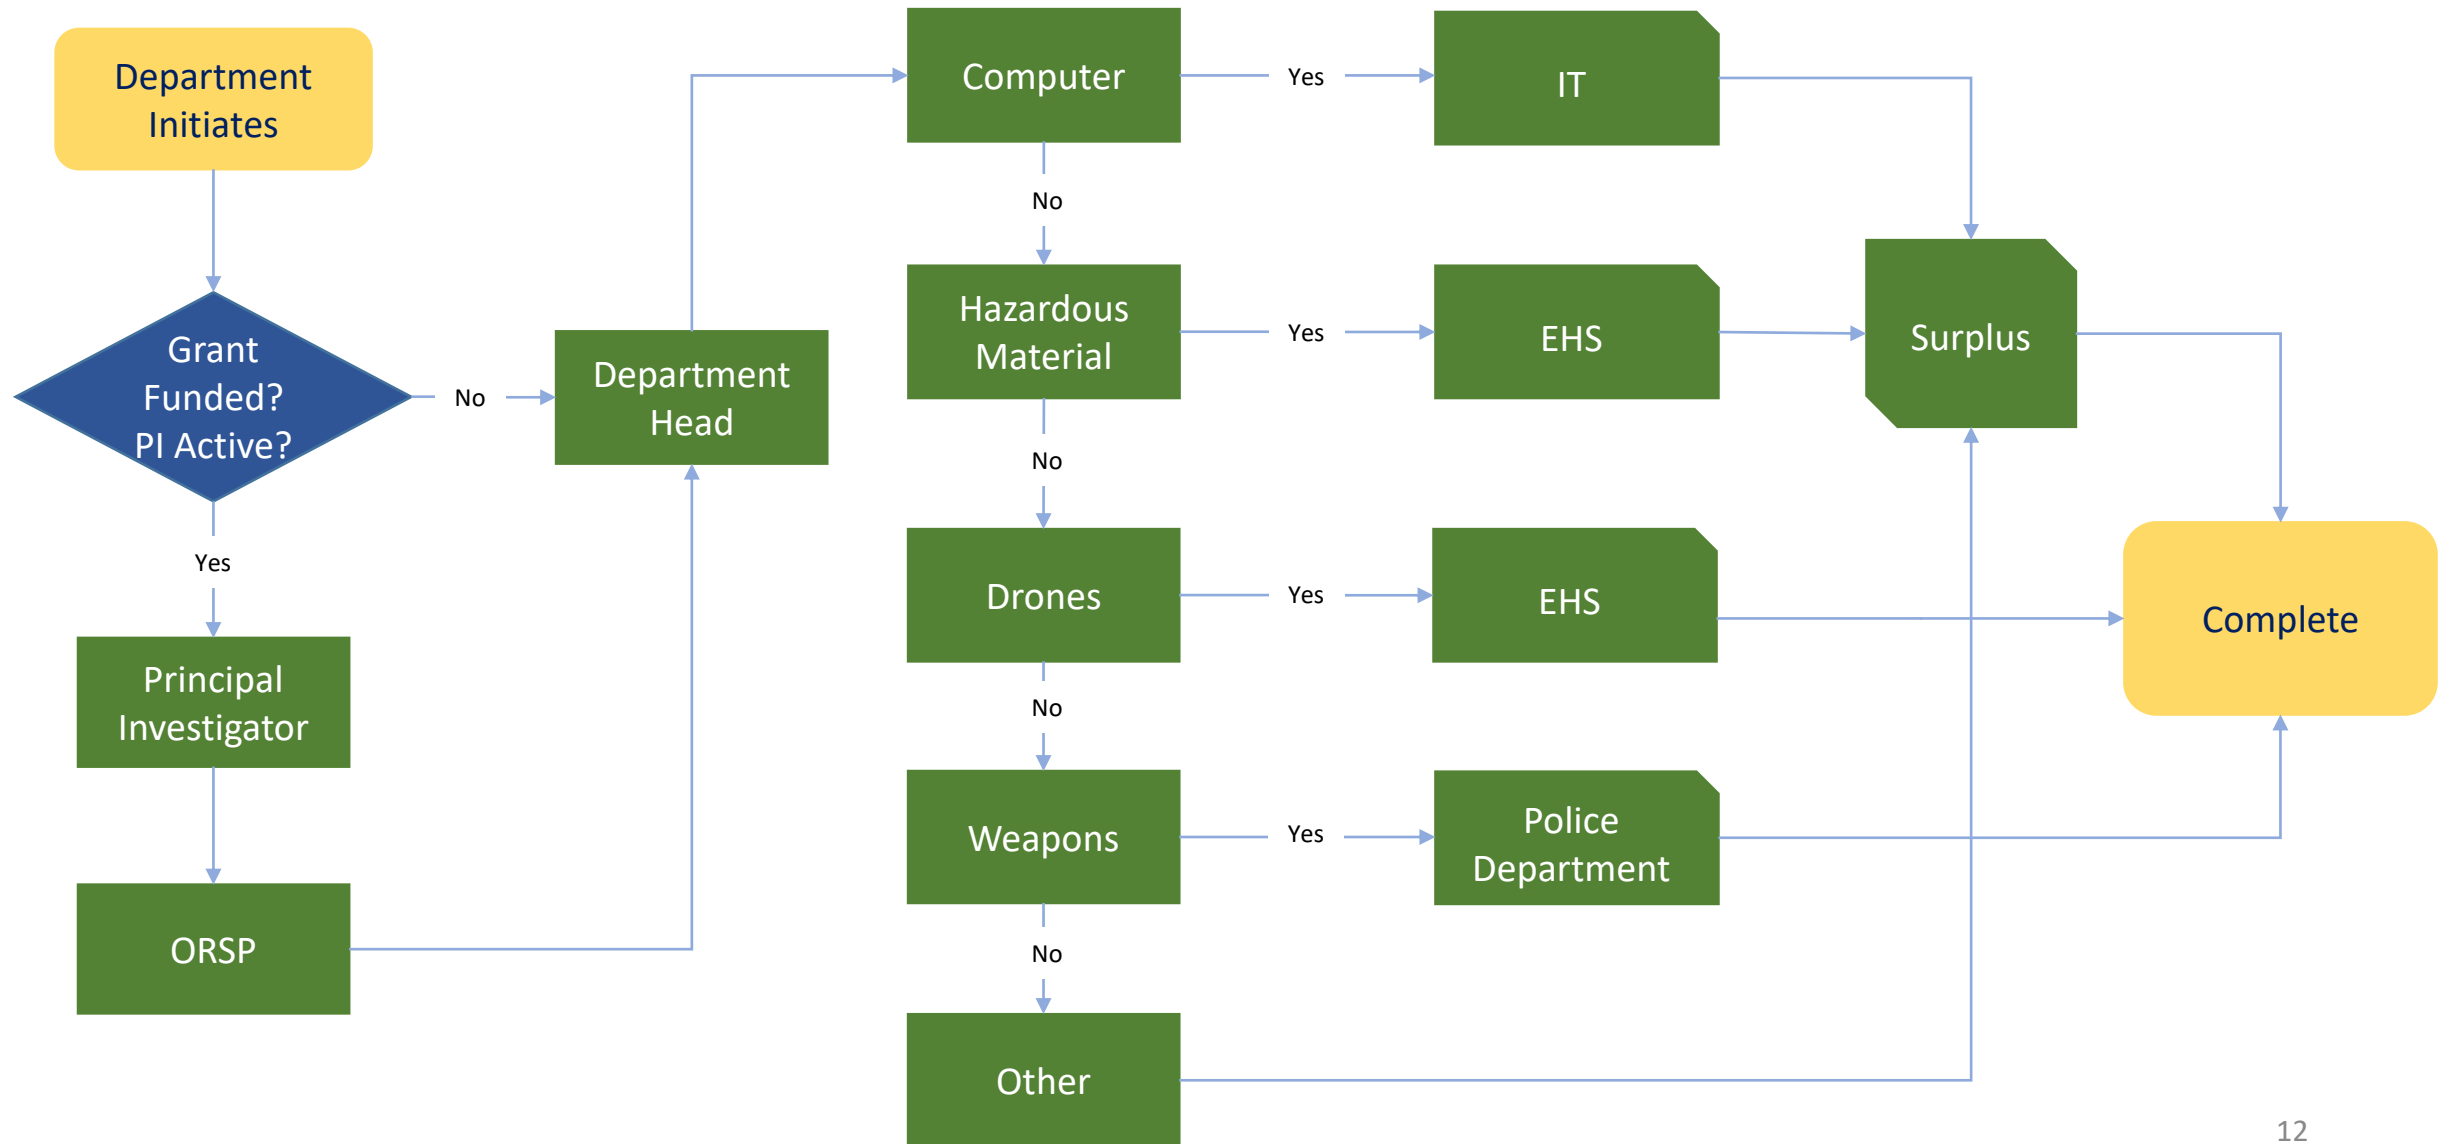 Department
Initiates
Grant
Funded?
PI Active?
No
Yes
Principal
Investigator
ORSP
Department
Head
Computer
Yes
IT
No
Hazardous
Material
Yes
EHS
Surplus
No
Drones
Yes
EHS
Complete
No
Weapons
Yes
Police
Department
No
Other
12